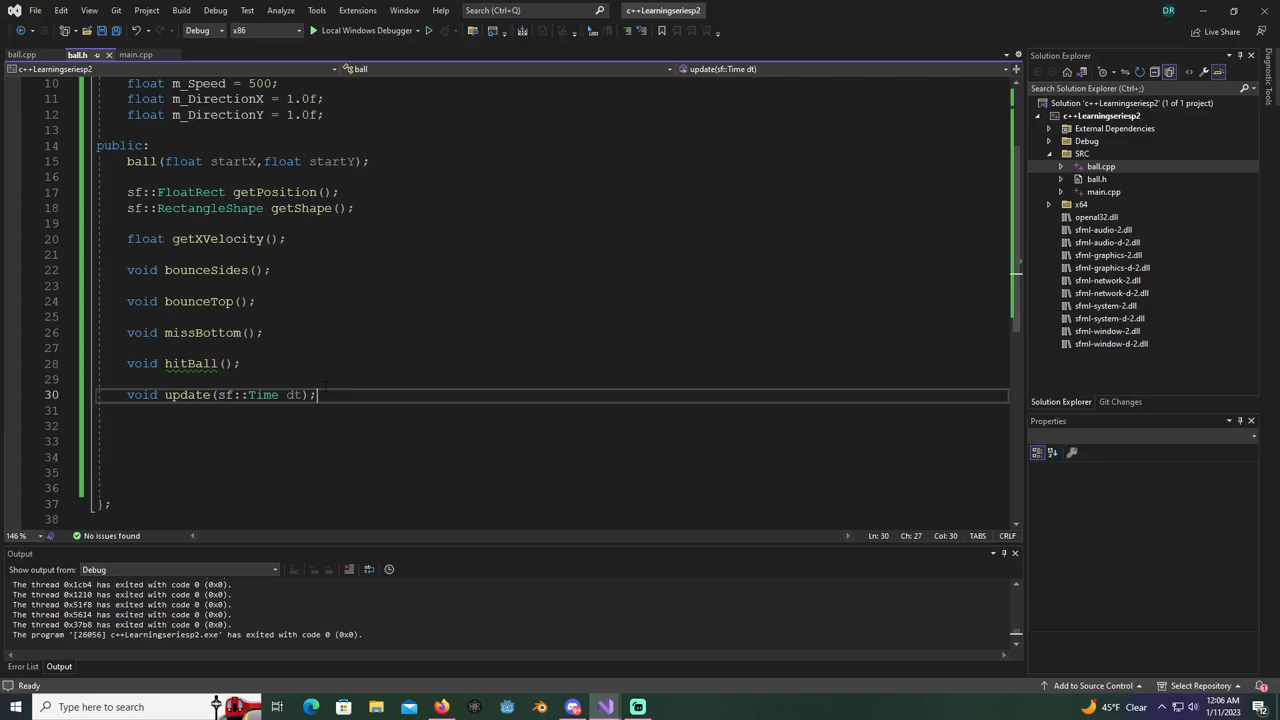 File Edit View Git Project Build Debug Test Analyze Tools Extensions Window Help Search (Ctrl+Q) c++Learningseriesp2 DR
Debug x86 Local Windows Debugger Live Share
ball.cpp ball.h main.cpp
c++Learningseriesp2 ball update(sf::Time dt)
10 float m_Speed = 500;
11 float m_DirectionX = 1.0f;
12 float m_DirectionY = 1.0f;
13
14 public:
15 ball(float startX,float startY);
16
17 sf::FloatRect getPosition();
18 sf::RectangleShape getShape();
19
20 float getXVelocity();
21
22 void bounceSides();
23
24 void bounceTop();
25
26 void missBottom();
27
28 void hitBall();
29
30 void update(sf::Time dt);
31
32
33
34
35
36
37 };
38
146 % No issues found Ln: 30 Ch: 27 Col: 30 TABS CRLF
Output
Show output from: Debug
The thread 0x1cb4 has exited with code 0 (0x0).
The thread 0x1210 has exited with code 0 (0x0).
The thread 0x51f8 has exited with code 0 (0x0).
The thread 0x5614 has exited with code 0 (0x0).
The thread 0x37b8 has exited with code 0 (0x0).
The program '[26056] c++Learningseriesp2.exe' has exited with code 0 (0x0).
Error List Output
Solution Explorer
Search Solution Explorer (Ctrl+;)
Solution 'c++Learningseriesp2' (1 of 1 project)
c++Learningseriesp2
External Dependencies
Debug
SRC
ball.cpp
ball.h
main.cpp
x64
openal32.dll
sfml-audio-2.dll
sfml-audio-d-2.dll
sfml-graphics-2.dll
sfml-graphics-d-2.dll
sfml-network-2.dll
sfml-network-d-2.dll
sfml-system-2.dll
sfml-system-d-2.dll
sfml-window-2.dll
sfml-window-d-2.dll
Solution Explorer Git Changes
Properties
Diagnostic Tools
Ready Add to Source Control Select Repository 1
Type here to search 45°F Clear 12:06 AM
1/11/2023 12